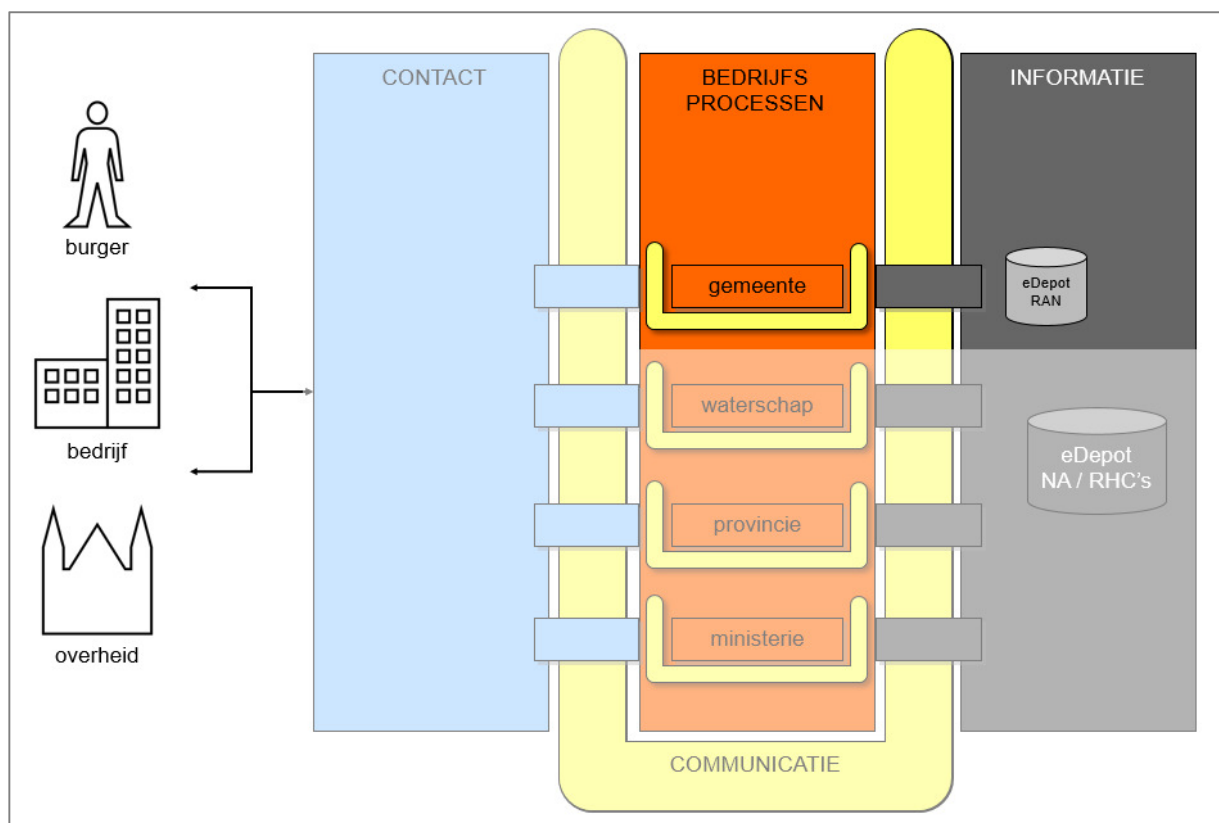 CONTACT
BEDRIJFS
PROCESSEN
INFORMATIE
burger
bedrijf
overheid
gemeente
eDepot
RAN
waterschap
eDepot
NA / RHC's
provincie
ministerie
COMMUNICATIE